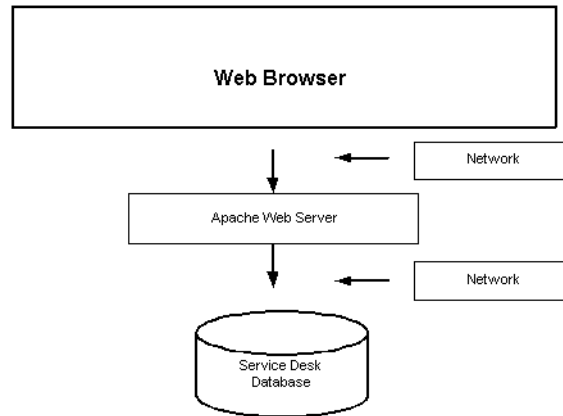 Web Browser
Network
Apache Web Server
Network
Service Desk
Database